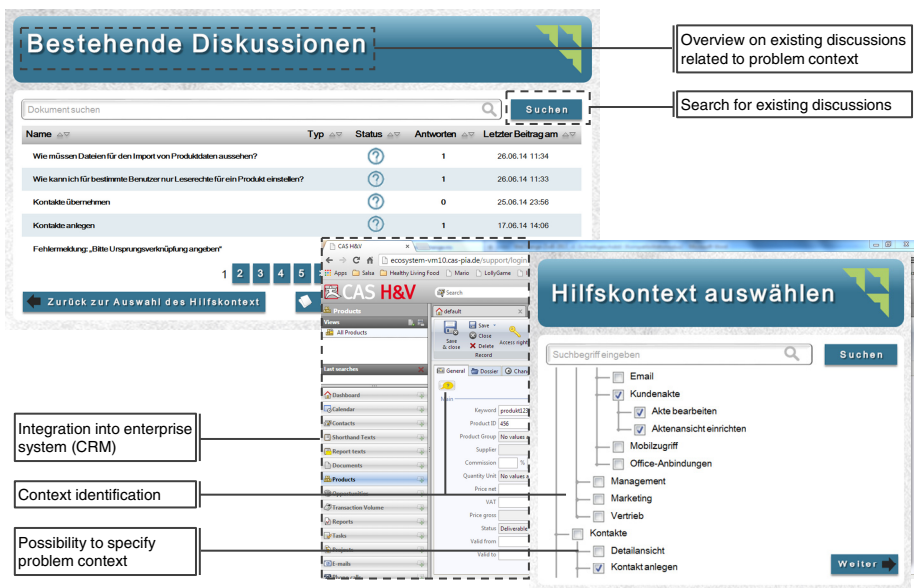 Bestehende Diskussionen
Overview on existing discussions
related to problem context
Dokument suchen
Suchen
Search for existing discussions
Name Typ Status Antworten Letzter Beitrag am
Wie müssen Dateien für den Import von Produktdaten aussehen? 1 26.06.14 11:34
Wie kann ich für bestimmte Benutzer nur Leserechte für ein Produkt einstellen? 1 26.06.14 11:33
Kontakte übernehmen 0 25.06.14 23:56
Kontakte anlegen 1 17.06.14 14:06
Fehlermeldung: „Bitte Ursprungsverknüpfung angeben“
1 2 3 4 5
Zurück zur Auswahl des Hilfskontext
CAS H&V
ecosystem-vm10.cas-pia.de/support/login
Apps Salsa Healthy Living Food Mario LollyGame
CAS H&V
Search
Products
Views
All Products
Last searches
Dashboard
Calendar
Contacts
Shorthand Texts
Report texts
Documents
Products
Opportunities
Transaction Volume
Reports
Tasks
Projects
E-mails
default
Save
& close
Save
Close
Delete
Access right
Record
General Dossier
Main
Keyword produkt123
Product ID 456
Product Group No values
Supplier
Commission %
Quantity Unit No values
Price net
VAT
Price gross
Status Deliverable
Valid from
Valid to
Hilfskontext auswählen
Suchbegriff eingeben
Suchen
Email
Kundenakte
Akte bearbeiten
Aktenansicht einrichten
Mobilzugriff
Office-Anbindungen
Management
Marketing
Vertrieb
Kontakte
Detailansicht
Kontakt anlegen
Weiter
Integration into enterprise
system (CRM)
Context identification
Possibility to specify
problem context